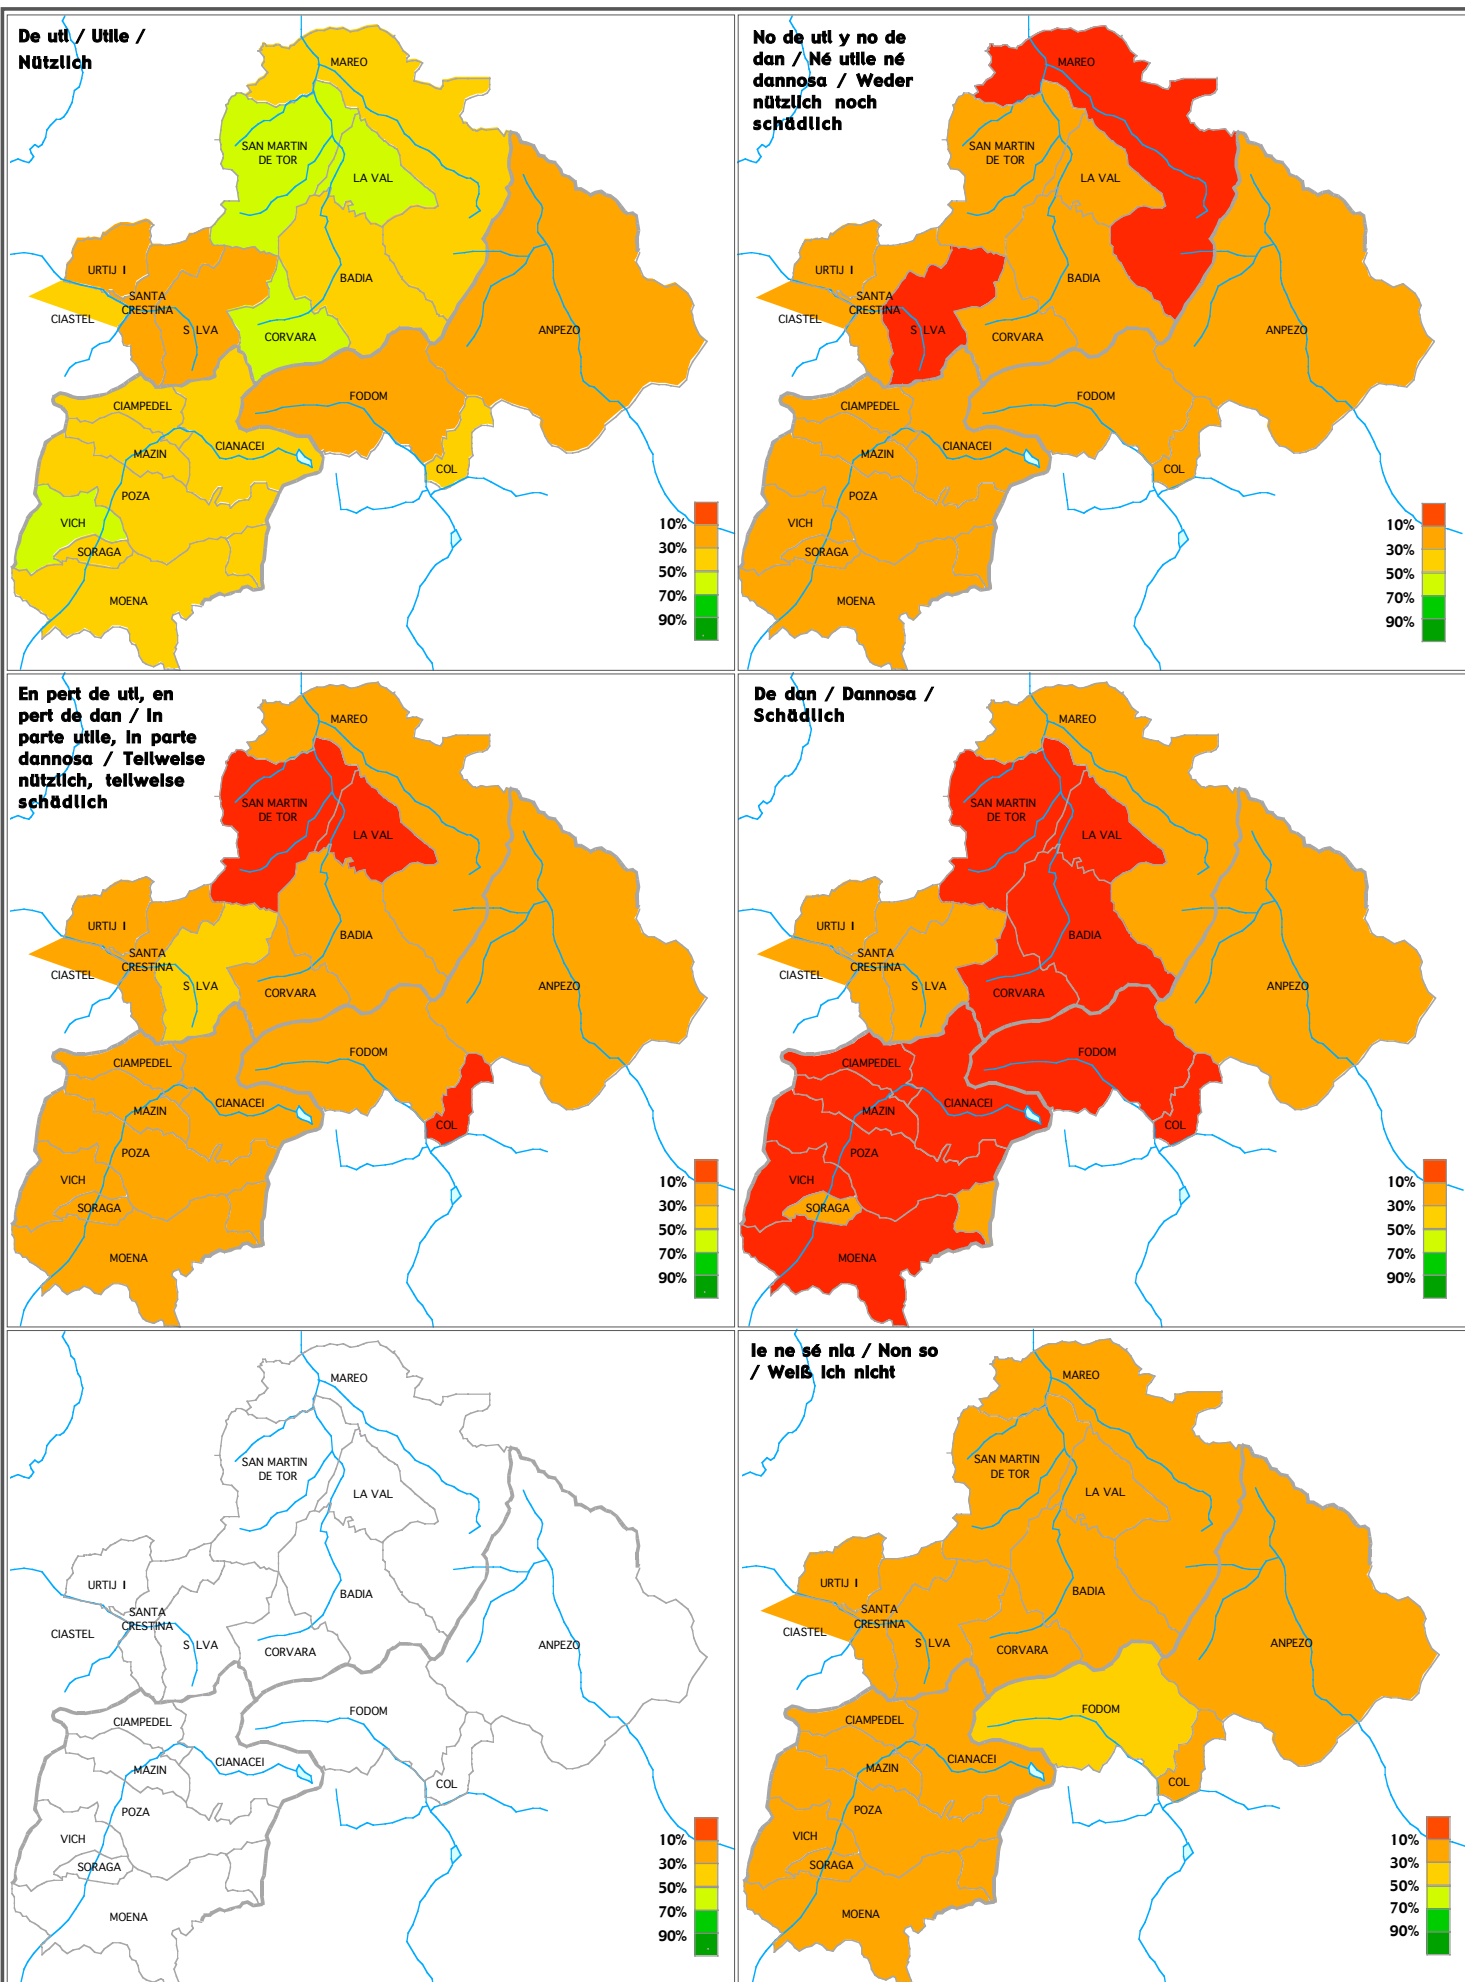 De utl / Utile /
Nützlich
MAREO
SAN MARTIN
DE TOR
LA VAL
URTIJ I
SANTA
CRESTINA
CIASTEL
S LVA
BADIA
CORVARA
ANPEZO
FODOM
CIAMPEDEL
CIANACEI
MAZIN
COL
POZA
VICH
SORAGA
MOENA
10%
30%
50%
70%
90%
No de utl y no de
dan / Né utile né
dannosa / Weder
nützlich noch
schädlich
MAREO
SAN MARTIN
DE TOR
LA VAL
URTIJ I
SANTA
CRESTINA
CIASTEL
S LVA
BADIA
CORVARA
ANPEZO
FODOM
CIAMPEDEL
CIANACEI
MAZIN
COL
POZA
VICH
SORAGA
MOENA
10%
30%
50%
70%
90%
En pert de utl, en
pert de dan / In
parte utile, in parte
dannosa / Teilweise
nützlich, teilweise
schädlich
MAREO
SAN MARTIN
DE TOR
LA VAL
URTIJ I
SANTA
CRESTINA
CIASTEL
S LVA
BADIA
CORVARA
ANPEZO
FODOM
CIAMPEDEL
CIANACEI
MAZIN
COL
POZA
VICH
SORAGA
MOENA
10%
30%
50%
70%
90%
De dan / Dannosa /
Schädlich
MAREO
SAN MARTIN
DE TOR
LA VAL
URTIJ I
SANTA
CRESTINA
CIASTEL
S LVA
BADIA
CORVARA
ANPEZO
FODOM
CIAMPEDEL
CIANACEI
MAZIN
COL
POZA
VICH
SORAGA
MOENA
10%
30%
50%
70%
90%
MAREO
SAN MARTIN
DE TOR
LA VAL
URTIJ I
SANTA
CRESTINA
CIASTEL
S LVA
BADIA
CORVARA
ANPEZO
FODOM
CIAMPEDEL
CIANACEI
MAZIN
COL
POZA
VICH
SORAGA
MOENA
10%
30%
50%
70%
90%
Ie ne sé nia / Non so
/ Weiß ich nicht
MAREO
SAN MARTIN
DE TOR
LA VAL
URTIJ I
SANTA
CRESTINA
CIASTEL
S LVA
BADIA
CORVARA
ANPEZO
FODOM
CIAMPEDEL
CIANACEI
MAZIN
COL
POZA
VICH
SORAGA
MOENA
10%
30%
50%
70%
90%